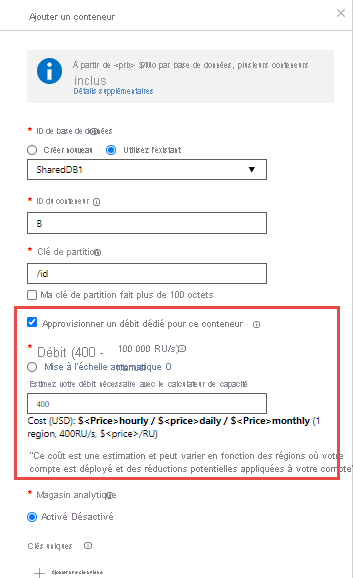 Ajouter un conteneur
À partir de <prix> $/Mo par base de données, plusieurs conteneurs
inclus
Détails supplémentaires
* ID de base de données
Créer nouveau Utilisez l'existant
SharedDB1
* ID du conteneur
B
* Clé de partition
/id
Ma clé de partition fait plus de 100 octets
Approvisionner un débit dédié pour ce conteneur
* Débit (400 - 100 000 RU/s)
Mise à l'échelle automatique O
Estimez votre débit nécessaire avec le calculateur de capacité
400
Cost (USD): $<Price>hourly / $<price>daily / $<Price>monthly (1
region, 400RU/s, $<price>/RU)
"Ce coût est une estimation et peut varier en fonction des régions où votre
compte est déployé et des réductions potentielles appliquées à votre compte"
* Magasin analytique
Activé Désactivé
Clés uniques